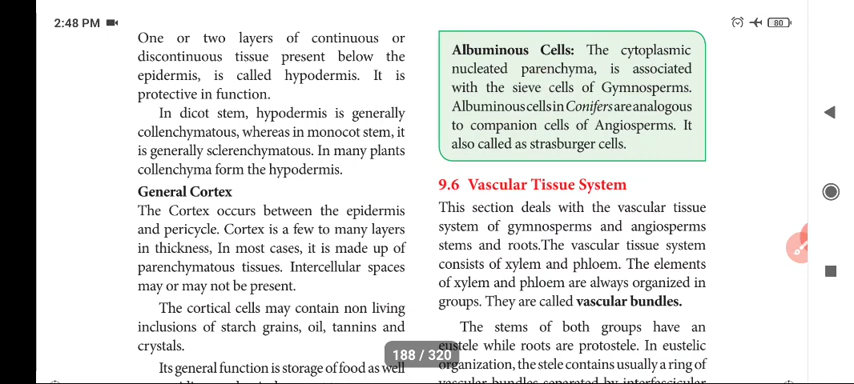 2:48 PM
80
One or two layers of continuous or
discontinuous tissue present below the
epidermis, is called hypodermis. It is
protective in function.
In dicot stem, hypodermis is generally
collenchymatous, whereas in monocot stem, it
is generally sclerenchymatous. In many plants
collenchyma form the hypodermis.
General Cortex
The Cortex occurs between the epidermis
and pericycle. Cortex is a few to many layers
in thickness, In most cases, it is made up of
parenchymatous tissues. Intercellular spaces
may or may not be present.
The cortical cells may contain non living
inclusions of starch grains, oil, tannins and
crystals.
Its general function is storage of food as well
Albuminous Cells: The cytoplasmic
nucleated parenchyma, is associated
with the sieve cells of Gymnosperms.
Albuminous cells in Conifers are analogous
to companion cells of Angiosperms. It
also called as strasburger cells.
9.6 Vascular Tissue System
This section deals with the vascular tissue
system of gymnosperms and angiosperms
stems and roots.The vascular tissue system
consists of xylem and phloem. The elements
of xylem and phloem are always organized in
groups. They are called vascular bundles.
The stems of both groups have an
eustele while roots are protostele. In eustelic
organization, the stele contains usually a ring of
vascular bundles separated by interfascicular
188 / 320